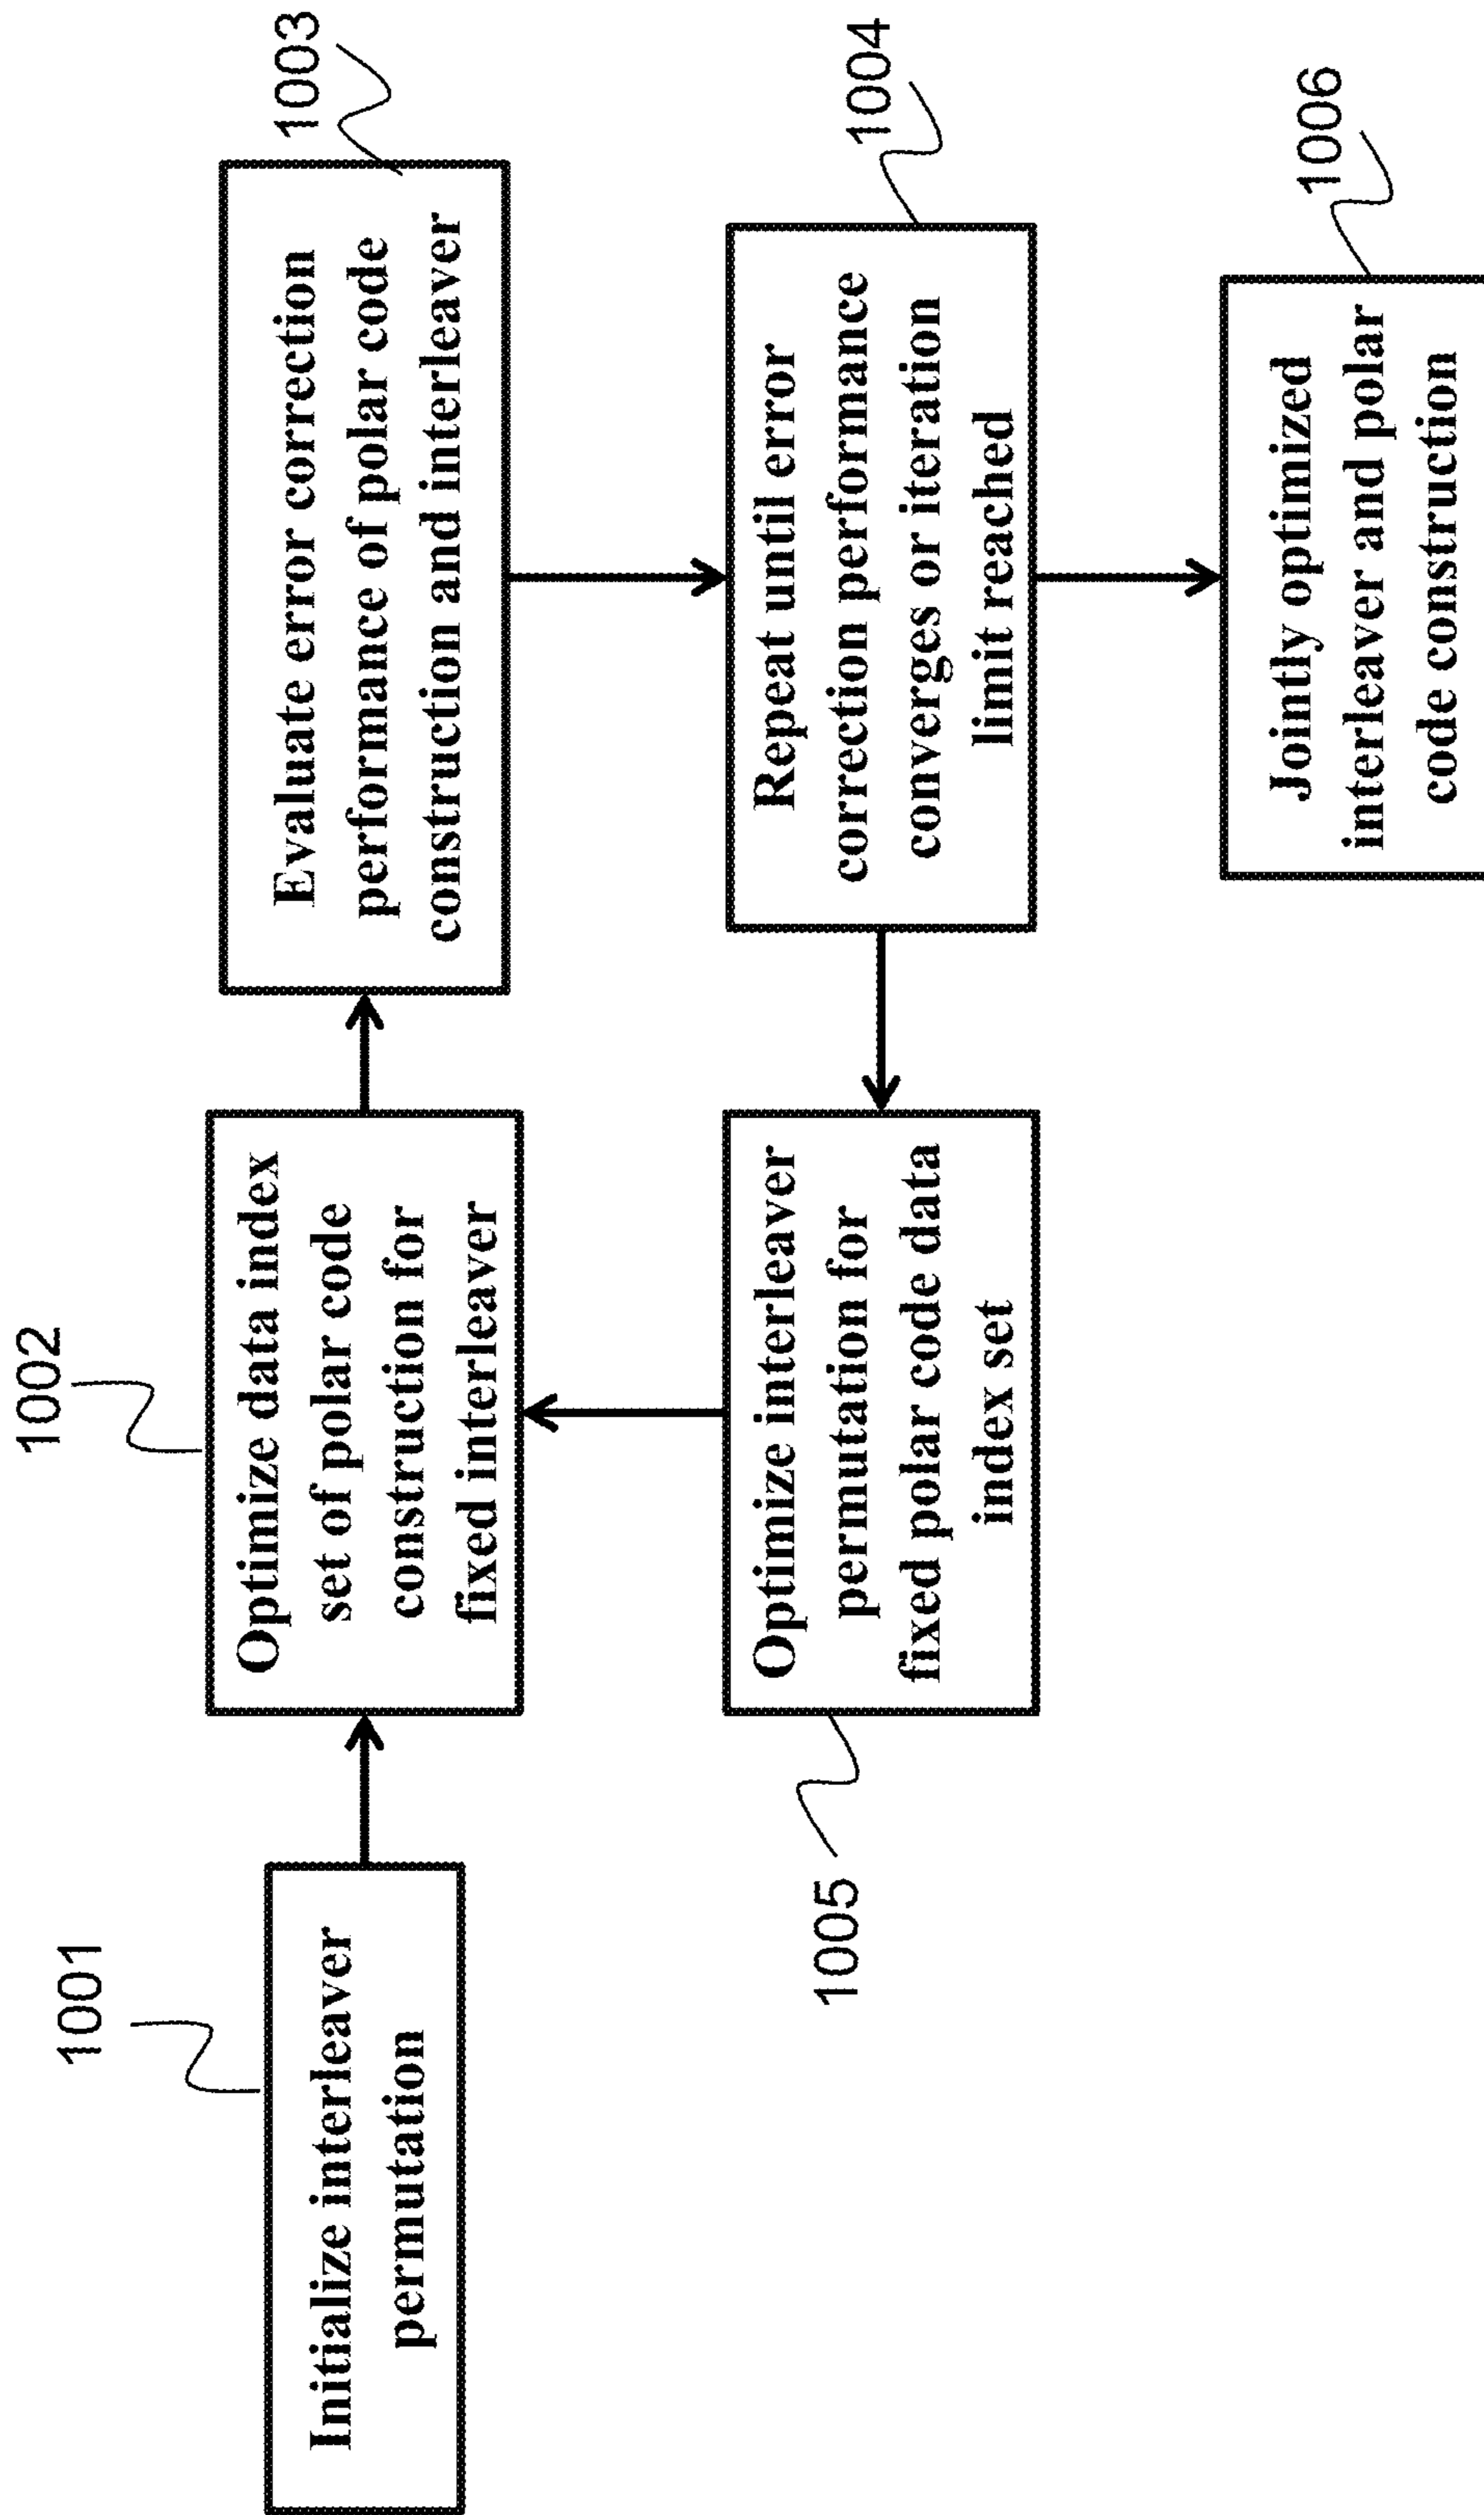 1001
Initialize interleaver
permutation
1002
Optimize data index
set of polar code
construction for
fixed interleaver
1003
Evaluate error correction
performance of polar code
construction and interleaver
1004
Repeat until error
correction performance
converges or iteration
limit reached
1005
Optimize interleaver
permutation for
fixed polar code data
index set
1006
Jointly optimized
interleaver and polar
code construction